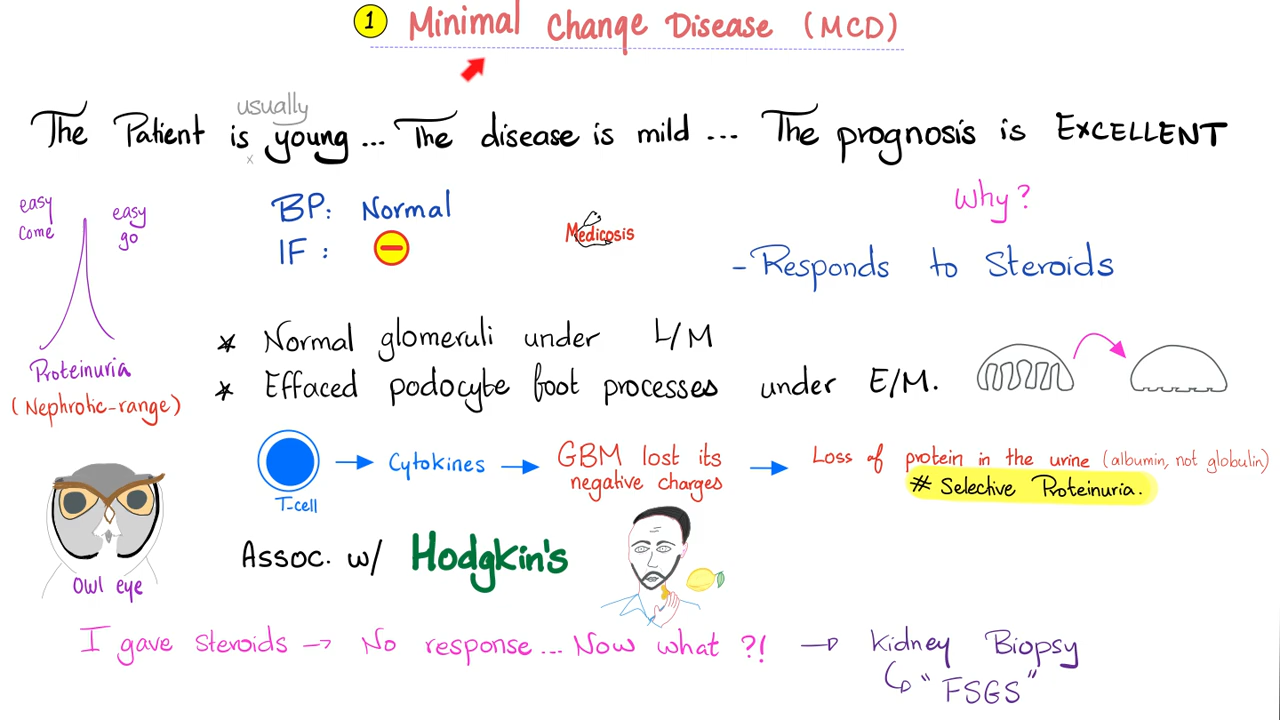 1 Minimal Change Disease (MCD)
usually
The Patient is young... The disease is mild... The prognosis is EXCELLENT
x
easy come
easy go
BP: Normal
IF: −
Medicosis
Why?
- Responds to Steroids
* Normal glomeruli under L/M
* Effaced podocyte foot processes under E/M.
Proteinuria
(Nephrotic-range)
T-cell
Cytokines
GBM lost its
negative charges
Loss of protein in the urine (albumin, not globulin)
# Selective Proteinuria.
Owl eye
Assoc. w/ Hodgkin's
I gave steroids → No response... Now what ?! → Kidney Biopsy
↳ "FSGS"